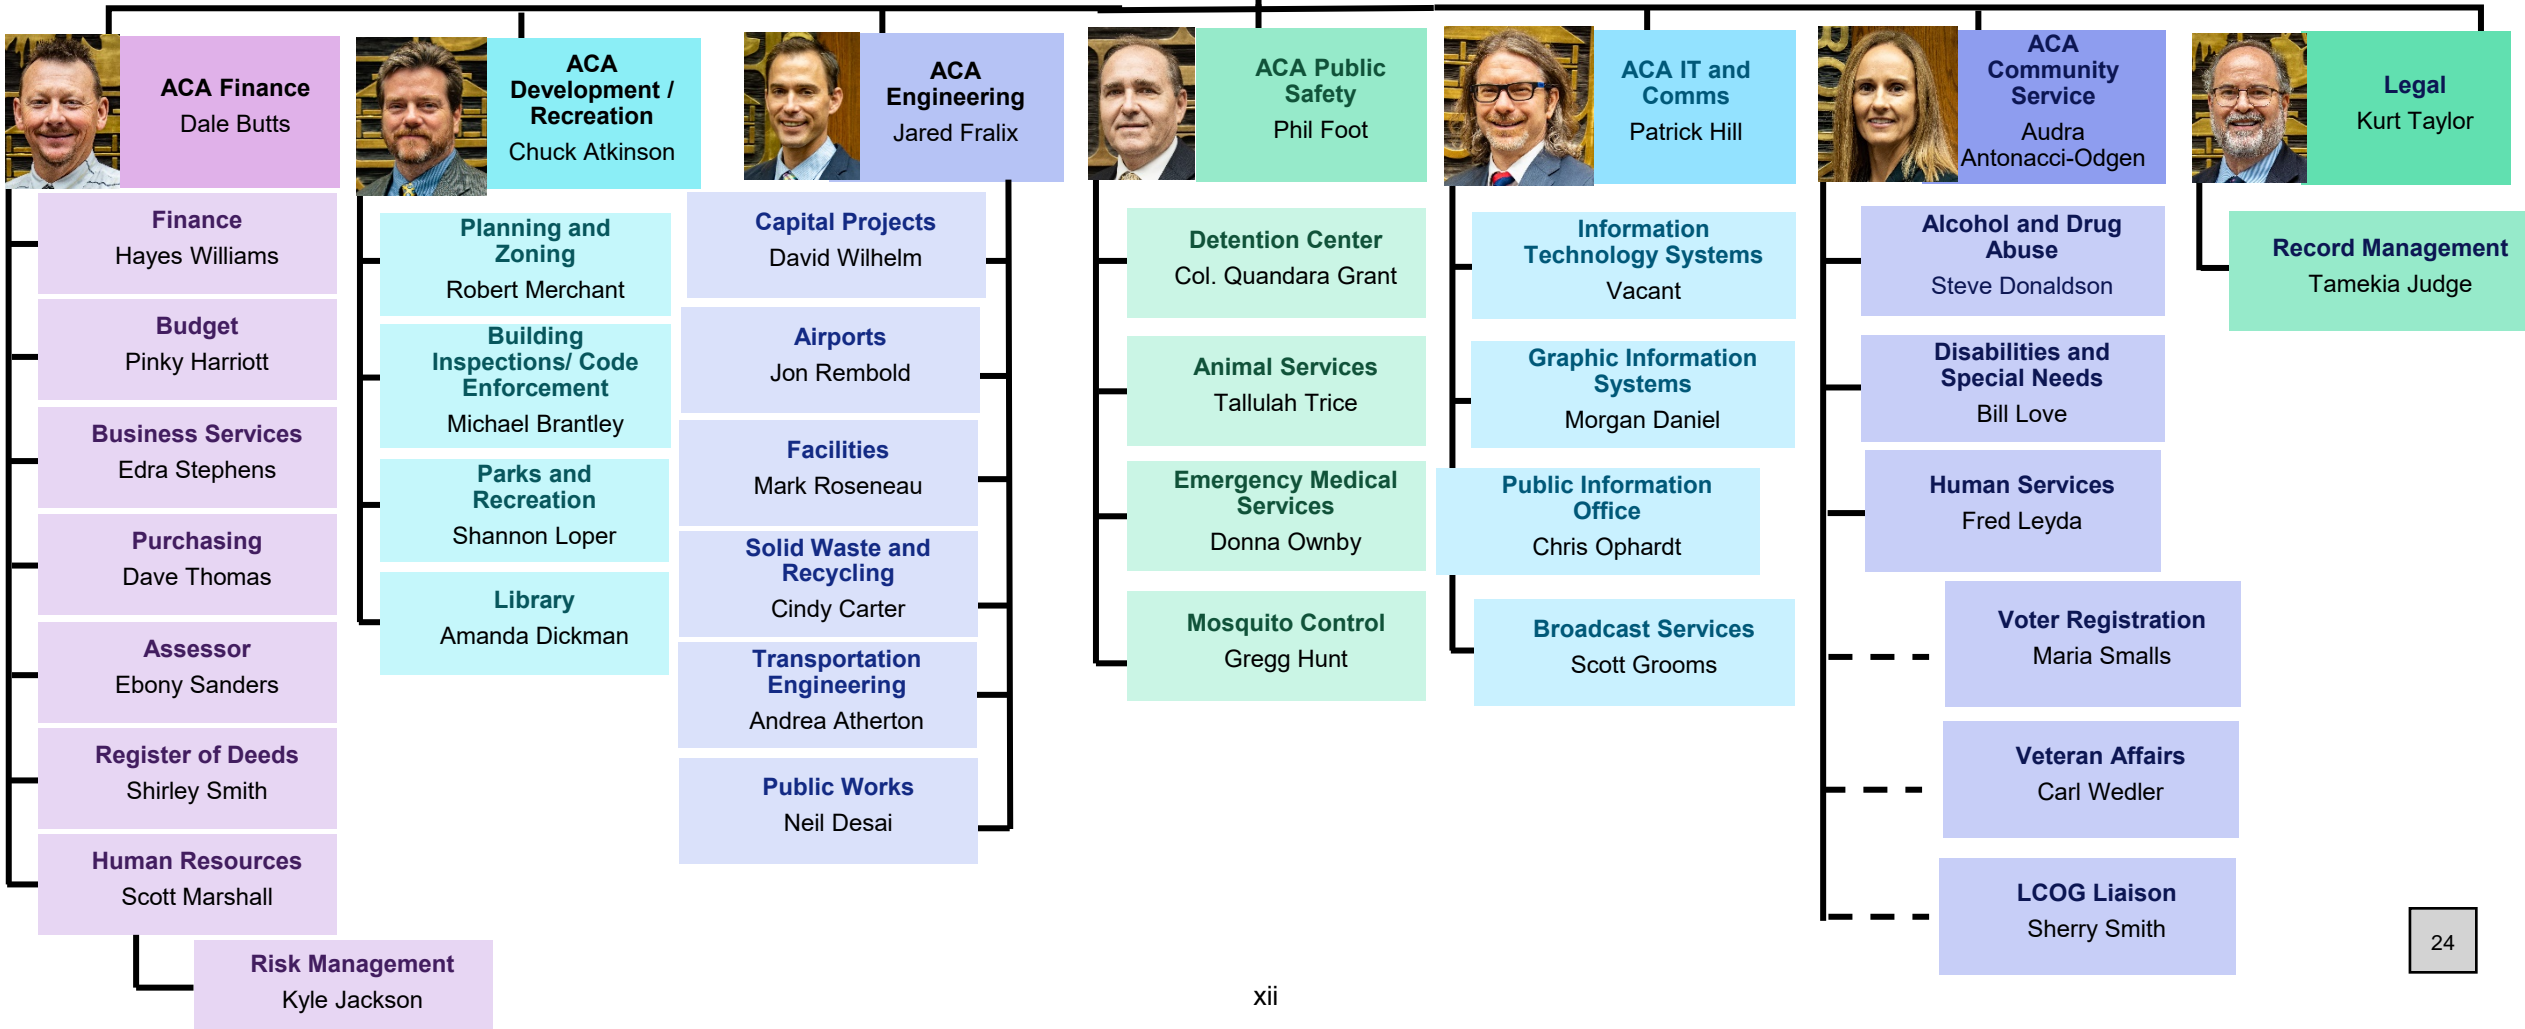 ACA Finance
Dale Butts
Finance
Hayes Williams
Budget
Pinky Harriott
Business Services
Edra Stephens
Purchasing
Dave Thomas
Assessor
Ebony Sanders
Register of Deeds
Shirley Smith
Human Resources
Scott Marshall
Risk Management
Kyle Jackson
ACA
Development /
Recreation
Chuck Atkinson
Planning and
Zoning
Robert Merchant
Building
Inspections/ Code
Enforcement
Michael Brantley
Parks and
Recreation
Shannon Loper
Library
Amanda Dickman
ACA
Engineering
Jared Fralix
Capital Projects
David Wilhelm
Airports
Jon Rembold
Facilities
Mark Roseneau
Solid Waste and
Recycling
Cindy Carter
Transportation
Engineering
Andrea Atherton
Public Works
Neil Desai
ACA Public
Safety
Phil Foot
Detention Center
Col. Quandara Grant
Animal Services
Tallulah Trice
Emergency Medical
Services
Donna Ownby
Mosquito Control
Gregg Hunt
ACA IT and
Comms
Patrick Hill
Information
Technology Systems
Vacant
Graphic Information
Systems
Morgan Daniel
Public Information
Office
Chris Ophardt
Broadcast Services
Scott Grooms
ACA
Community
Service
Audra
Antonacci-Odgen
Alcohol and Drug
Abuse
Steve Donaldson
Disabilities and
Special Needs
Bill Love
Human Services
Fred Leyda
Voter Registration
Maria Smalls
Veteran Affairs
Carl Wedler
LCOG Liaison
Sherry Smith
Legal
Kurt Taylor
Record Management
Tamekia Judge
24
xii